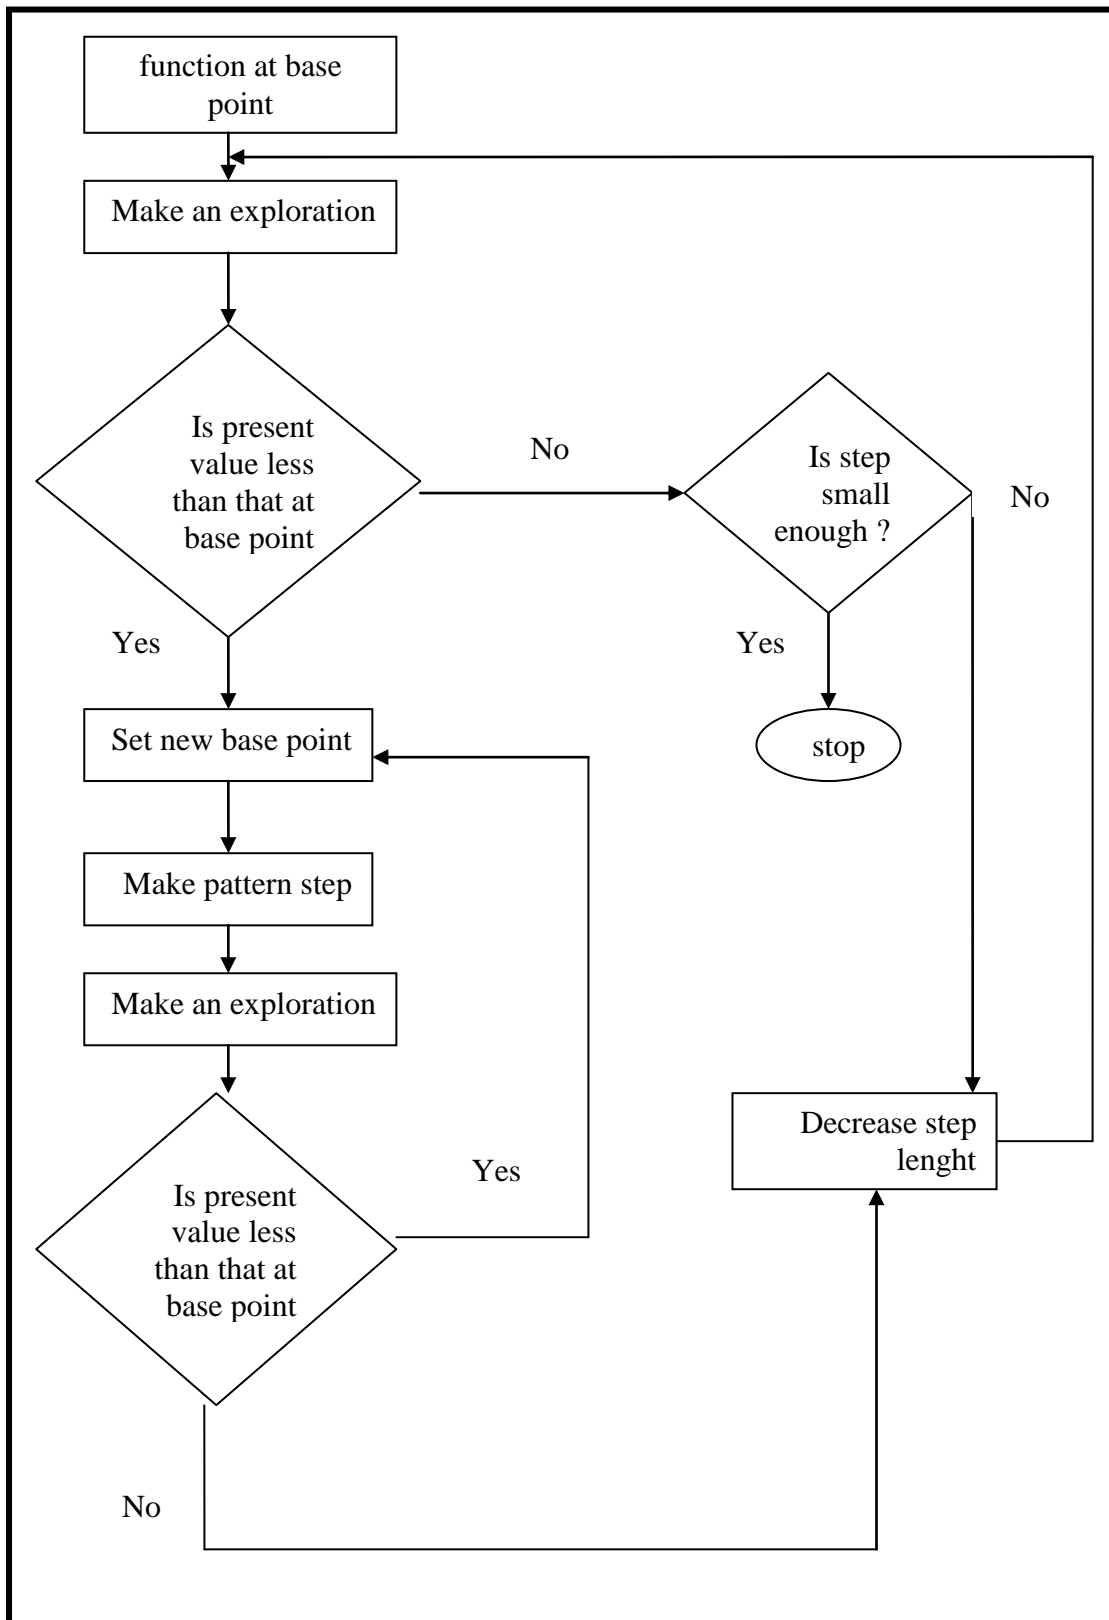 function at base
point
Make an exploration
Is present
value less
than that at
base point
No
Is step
small
enough ?
No
Yes
Yes
Set new base point
stop
Make pattern step
Make an exploration
Is present
value less
than that at
base point
Yes
Decrease step
lenght
No